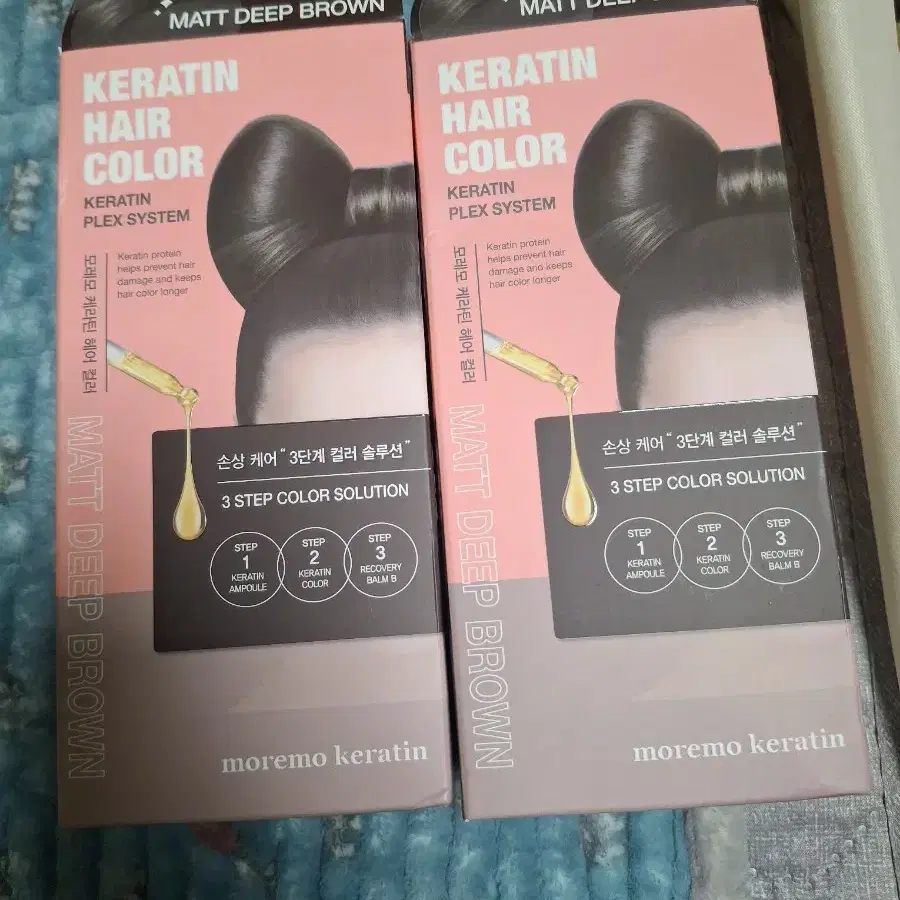 MATT DEEP BROWN
KERATIN
HAIR
COLOR
KERATIN
PLEX SYSTEM
Keratin protein
helps prevent hair
damage and keeps
hair color longer
모레모 케라틴 헤어 컬러
MATT DEEP BROWN
손상 케어 “ 3단계 컬러 솔루션 ”
3 STEP COLOR SOLUTION
STEP
1
KERATIN
AMPOULE
STEP
2
KERATIN
COLOR
STEP
3
RECOVERY
BALM B
moremo keratin
MATT DEEP
KERATIN
HAIR
COLOR
KERATIN
PLEX SYSTEM
Keratin protein
helps prevent hair
damage and keeps
hair color longer
모레모 케라틴 헤어 컬러
MATT DEEP BROWN
손상 케어 “ 3단계 컬러 솔루션 ”
3 STEP COLOR SOLUTION
STEP
1
KERATIN
AMPOULE
STEP
2
KERATIN
COLOR
STEP
3
RECOVERY
BALM B
moremo keratin